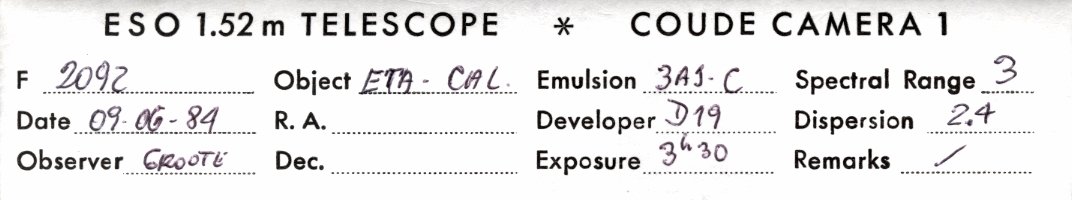 ESO 1.52 m TELESCOPE * COUDE CAMERA 1
F 2092 Object ETA - CAL. Emulsion 3AJ-C Spectral Range 3
Date 09-06-84 R. A. Developer D19 Dispersion 2.4
Observer GROOTE Dec. Exposure 3h30 Remarks /